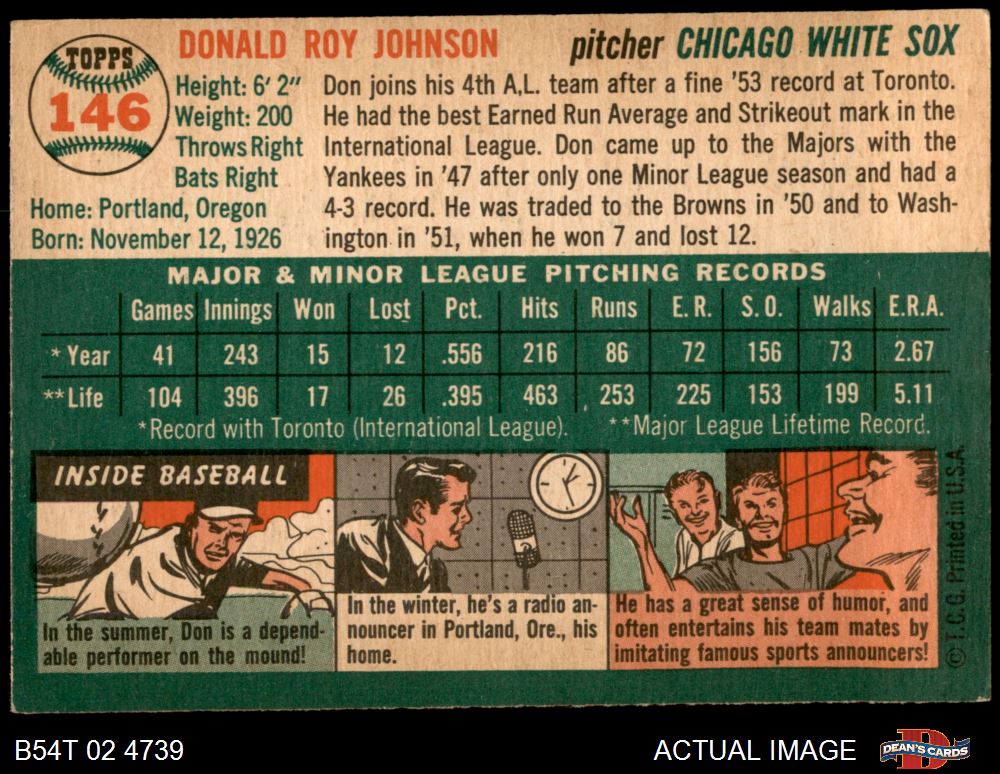 TOPPS
146
DONALD ROY JOHNSON pitcher CHICAGO WHITE SOX
Height: 6' 2"
Weight: 200
Throws Right
Bats Right
Home: Portland, Oregon
Born: November 12, 1926
Don joins his 4th A.L. team after a fine '53 record at Toronto.
He had the best Earned Run Average and Strikeout mark in the
International League. Don came up to the Majors with the
Yankees in '47 after only one Minor League season and had a
4-3 record. He was traded to the Browns in '50 and to Wash-
ington in '51, when he won 7 and lost 12.
MAJOR & MINOR LEAGUE PITCHING RECORDS
Games Innings Won Lost Pct. Hits Runs E.R. S.O. Walks E.R.A.
*Year 41 243 15 12 .556 216 86 72 156 73 2.67
**Life 104 396 17 26 .395 463 253 225 153 199 5.11
*Record with Toronto (International League). **Major League Lifetime Record.
INSIDE BASEBALL
In the summer, Don is a depend-
able performer on the mound!
In the winter, he's a radio an-
nouncer in Portland, Ore., his
home.
He has a great sense of humor, and
often entertains his team mates by
imitating famous sports announcers!
© T.C.G. Printed in U.S.A.
B54T 02 4739
ACTUAL IMAGE
DEAN'S CARDS